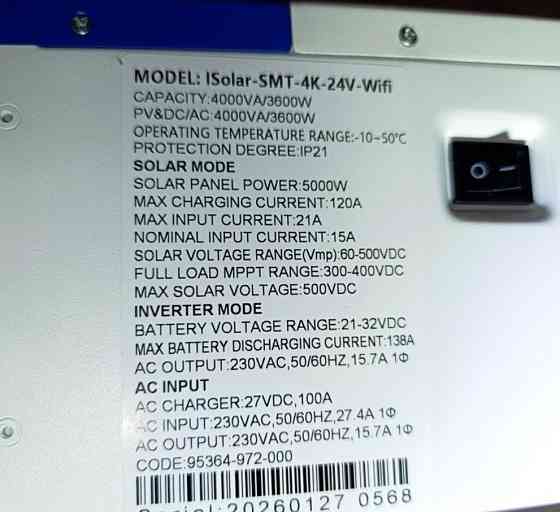 MODEL: ISolar-SMT-4K-24V-Wifi
CAPACITY:4000VA/3600W
PV&DC/AC:4000VA/3600W
OPERATING TEMPERATURE RANGE:-10~50°C
PROTECTION DEGREE:IP21
SOLAR MODE
SOLAR PANEL POWER:5000W
MAX CHARGING CURRENT:120A
MAX INPUT CURRENT:21A
NOMINAL INPUT CURRENT:15A
SOLAR VOLTAGE RANGE(Vmp):60-500VDC
FULL LOAD MPPT RANGE:300-400VDC
MAX SOLAR VOLTAGE:500VDC
INVERTER MODE
BATTERY VOLTAGE RANGE:21-32VDC
MAX BATTERY DISCHARGING CURRENT:138A
AC OUTPUT:230VAC,50/60HZ,15.7A 1Φ
AC INPUT
AC CHARGER:27VDC,100A
AC INPUT:230VAC,50/60HZ,27.4A 1Φ
AC OUTPUT:230VAC,50/60HZ,15.7A 1Φ
CODE:95364-972-000
Serial:20260127 0568